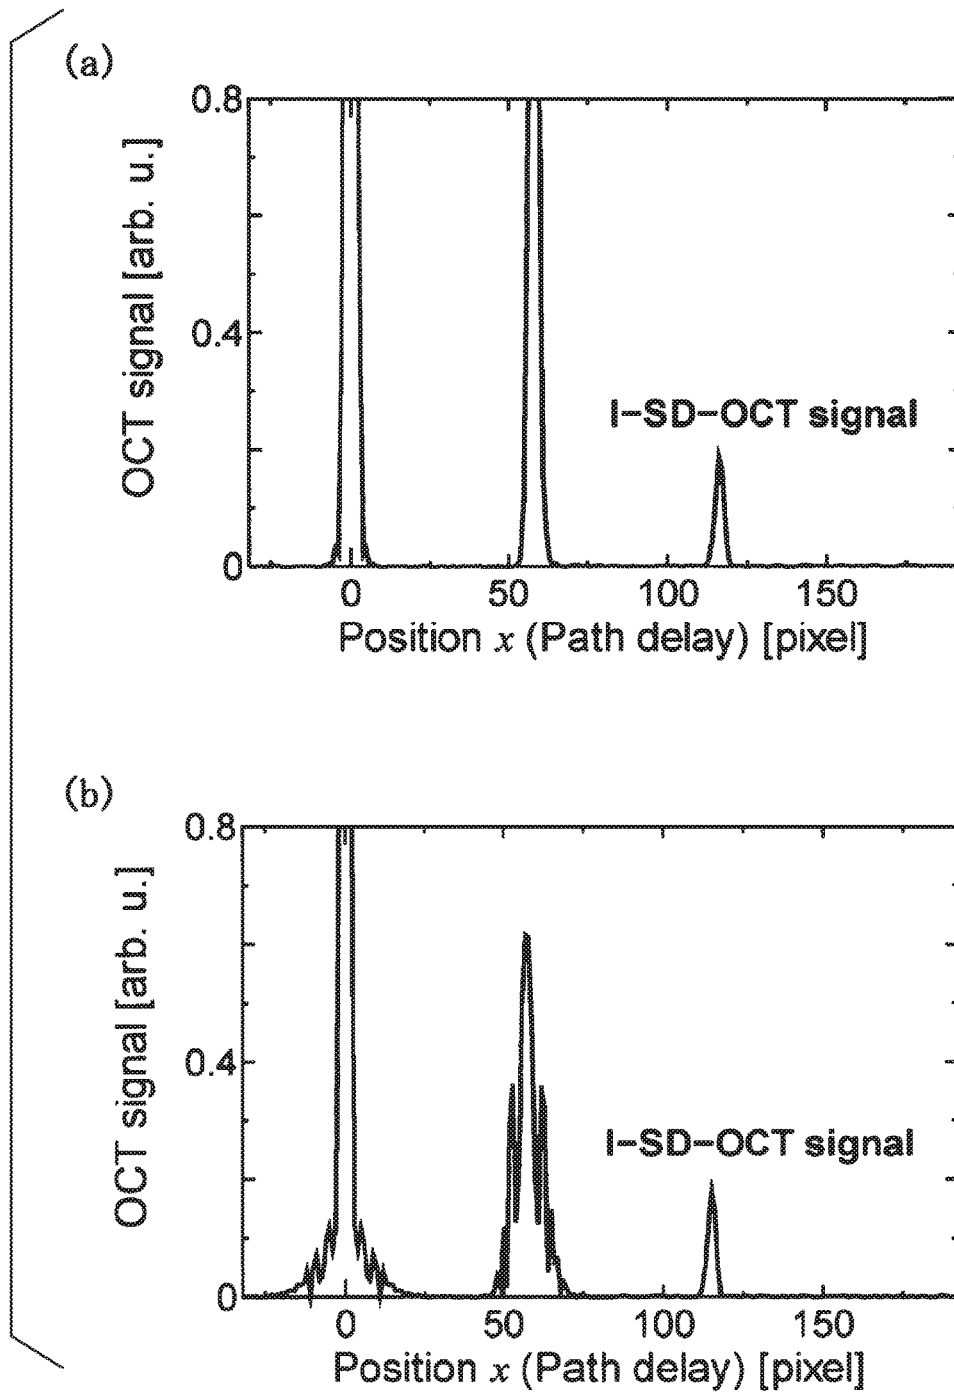 (a)
OCT signal [arb. u.]
0.8
0.4
0
I-SD-OCT signal
0 50 100 150
Position x (Path delay) [pixel]
(b)
OCT signal [arb. u.]
0.8
0.4
0
I-SD-OCT signal
0 50 100 150
Position x (Path delay) [pixel]